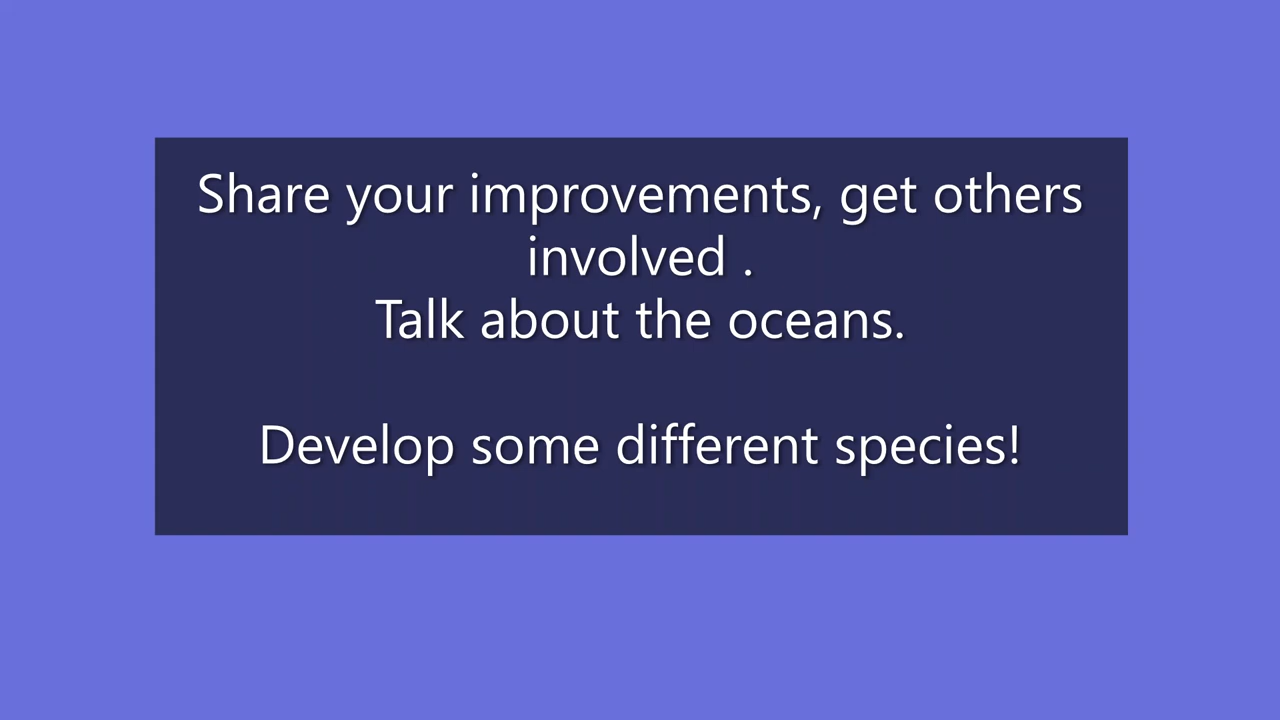 Share your improvements, get others
involved .
Talk about the oceans.
Develop some different species!